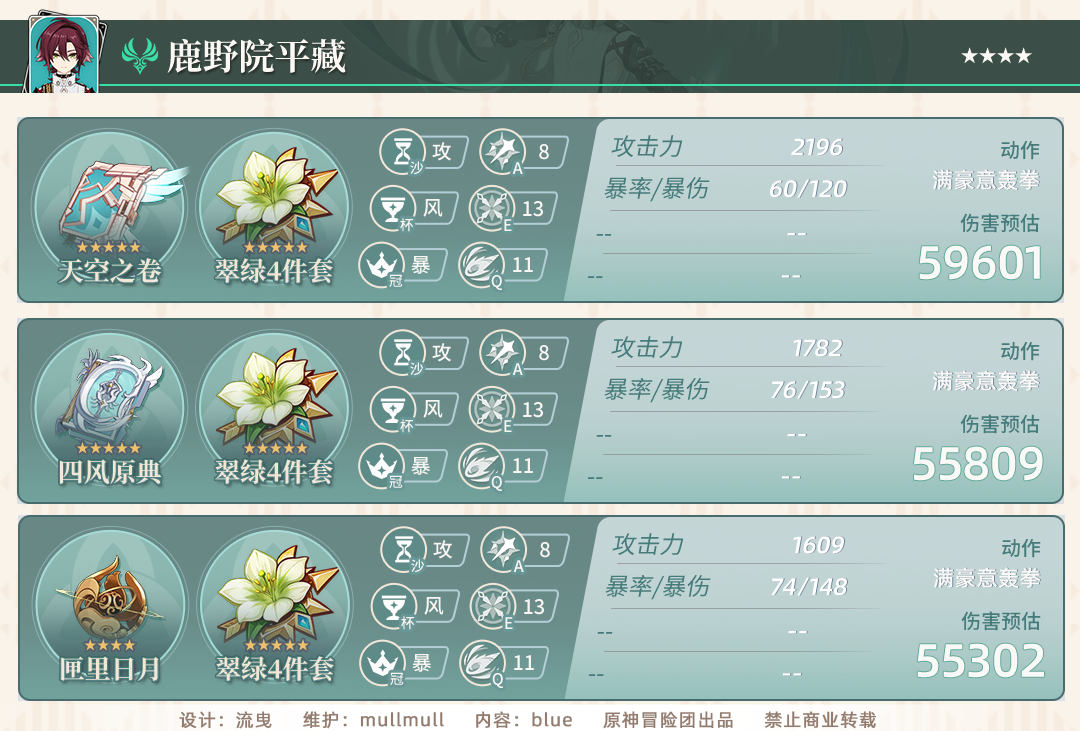 鹿野院平藏
★★★★
天空之卷
翠绿4件套
沙 攻
A 8
杯 风
E 13
冠 暴
Q 11
攻击力 2196
暴率/暴伤 60/120
-- --
-- --
动作
满豪意轰拳
伤害预估
59601
四风原典
翠绿4件套
沙 攻
A 8
杯 风
E 13
冠 暴
Q 11
攻击力 1782
暴率/暴伤 76/153
-- --
-- --
动作
满豪意轰拳
伤害预估
55809
匣里日月
翠绿4件套
沙 攻
A 8
杯 风
E 13
冠 暴
Q 11
攻击力 1609
暴率/暴伤 74/148
-- --
-- --
动作
满豪意轰拳
伤害预估
55302
设计：流曳 维护：mullmull 内容：blue 原神冒险团出品 禁止商业转载